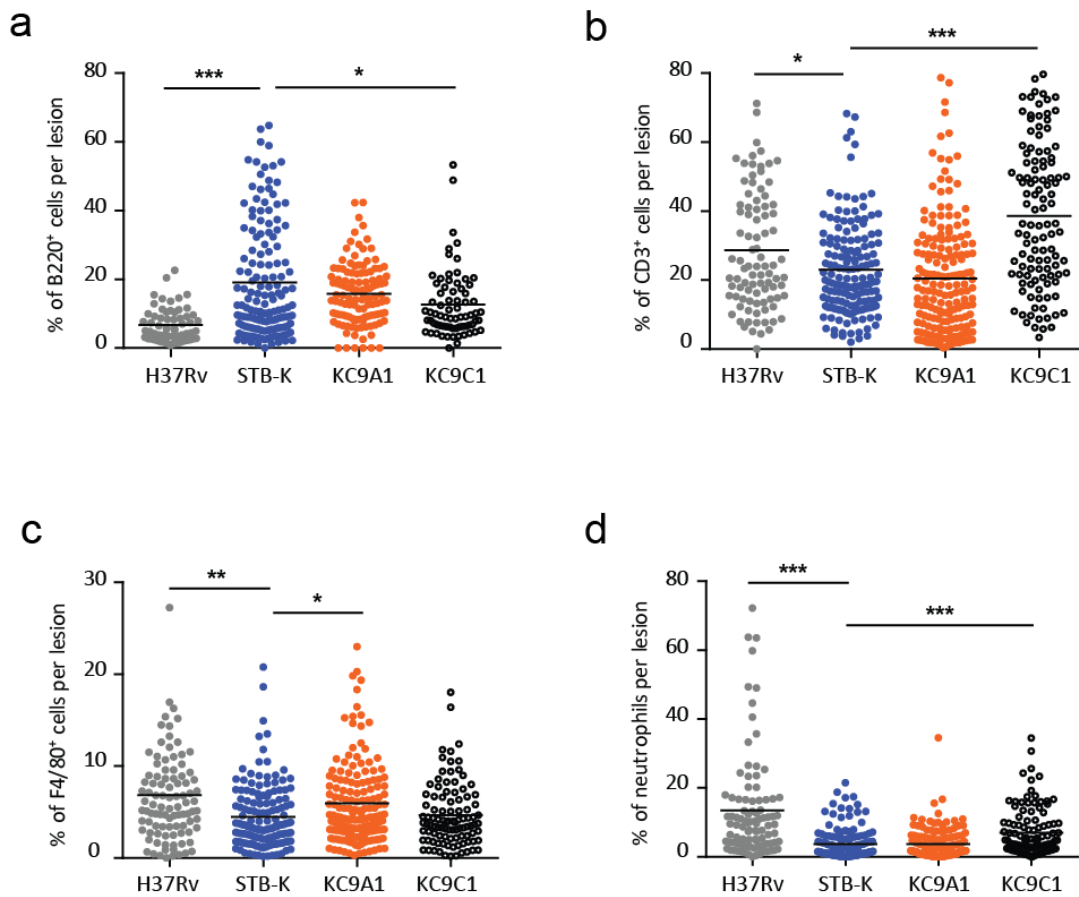 a
% of B220⁺ cells per lesion
80
60
40
20
0
***
*
H37Rv STB-K KC9A1 KC9C1
b
% of CD3⁺ cells per lesion
80
60
40
20
0
*
***
H37Rv STB-K KC9A1 KC9C1
c
% of F4/80⁺ cells per lesion
30
20
10
0
**
*
H37Rv STB-K KC9A1 KC9C1
d
% of neutrophils per lesion
80
60
40
20
0
***
***
H37Rv STB-K KC9A1 KC9C1